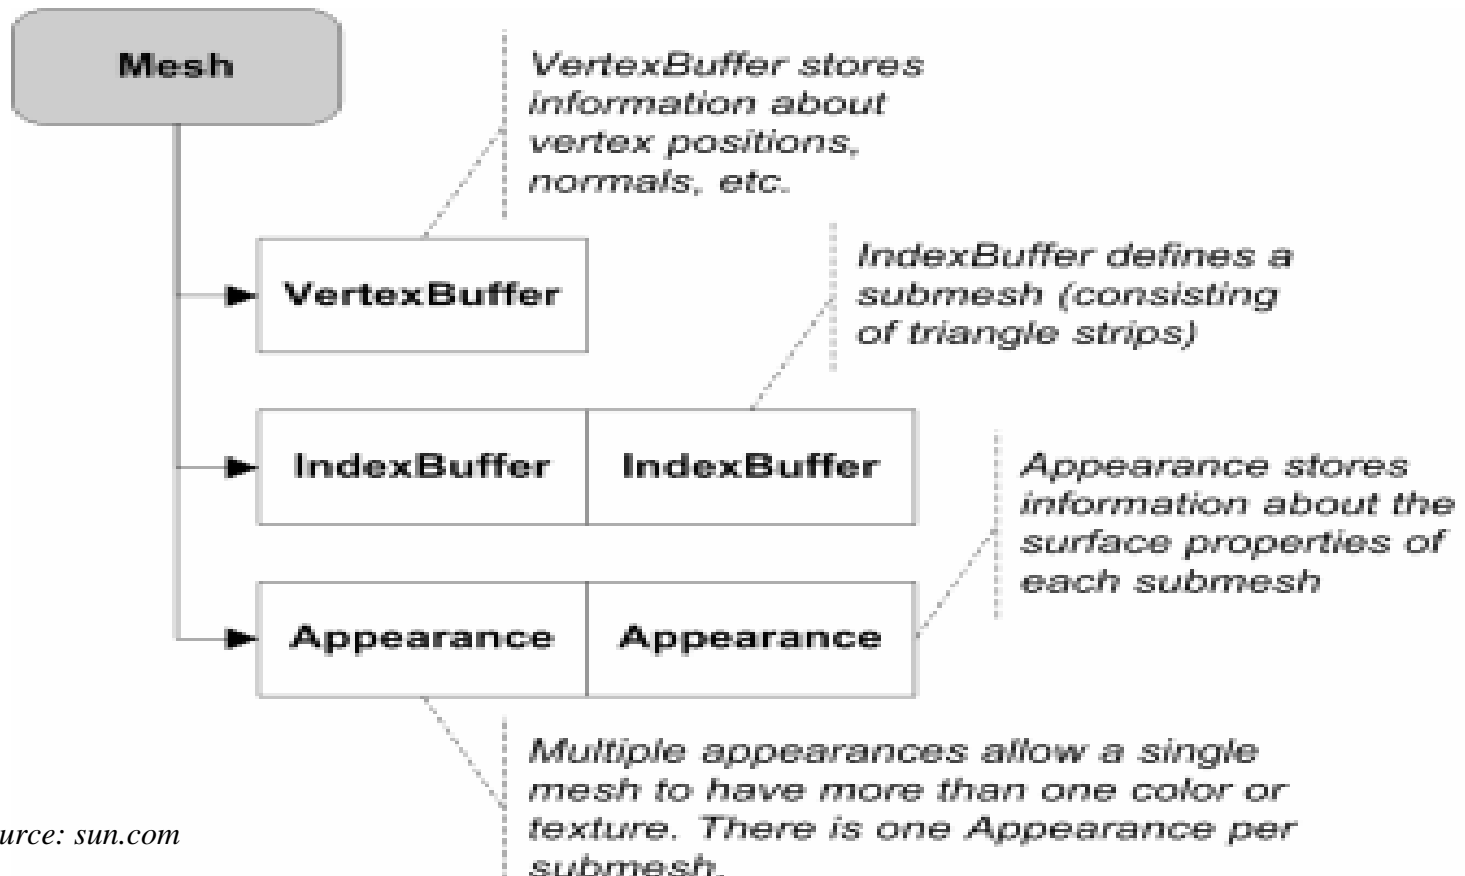 Mesh
VertexBuffer stores
information about
vertex positions,
normals, etc.
VertexBuffer
IndexBuffer defines a
submesh (consisting
of triangle strips)
IndexBuffer IndexBuffer
Appearance stores
information about the
surface properties of
each submesh
Appearance Appearance
Multiple appearances allow a single
mesh to have more than one color or
texture. There is one Appearance per
submesh.
urce: sun.com